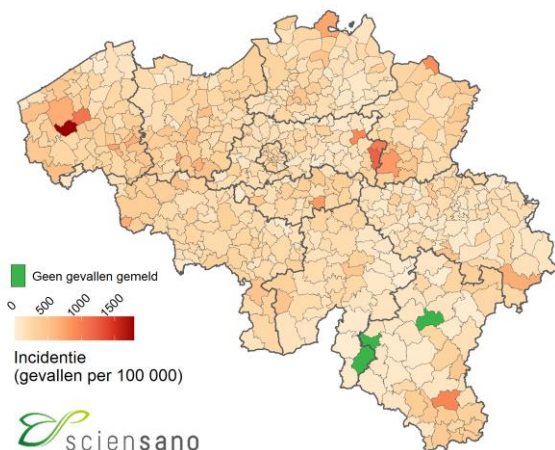 Geen gevallen gemeld
0 500 1000 1500
Incidentie
(gevallen per 100 000)
sciensano